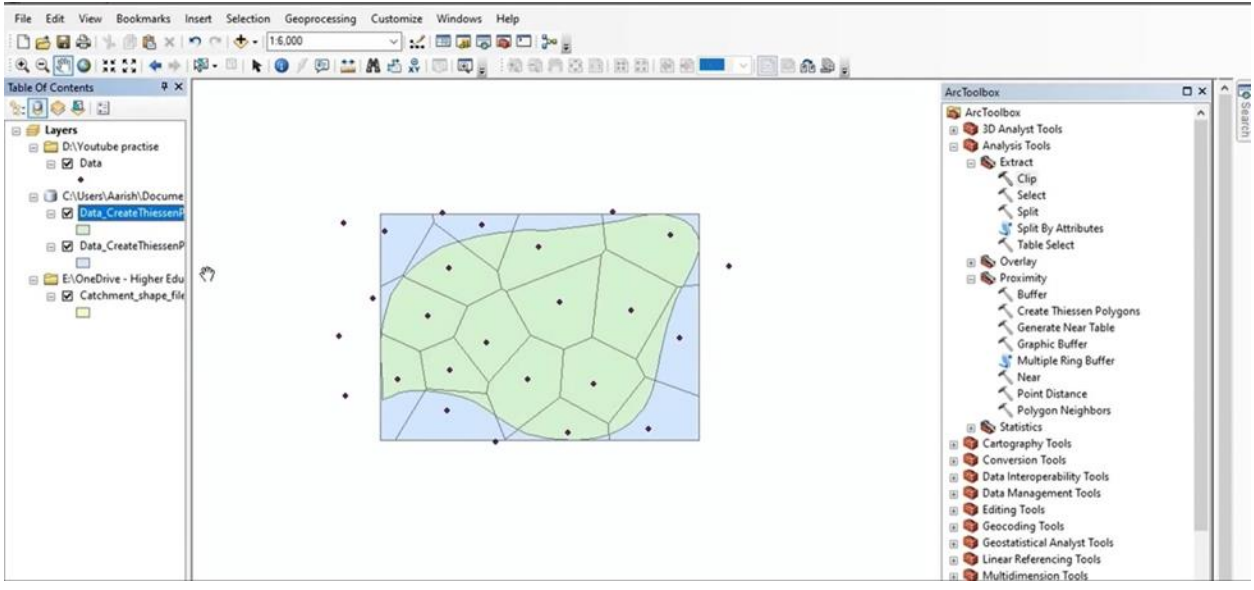 File Edit View Bookmarks Insert Selection Geoprocessing Customize Windows Help
1:6,000
Table Of Contents
Layers
D:\Youtube practise
Data
C:\Users\Aarish\Docume
Data_CreateThiessenP
Data_CreateThiessenP
E:\OneDrive - Higher Edu
Catchment_shape_file
ArcToolbox
ArcToolbox
3D Analyst Tools
Analysis Tools
Extract
Clip
Select
Split
Split By Attributes
Table Select
Overlay
Proximity
Buffer
Create Thiessen Polygons
Generate Near Table
Graphic Buffer
Multiple Ring Buffer
Near
Point Distance
Polygon Neighbors
Statistics
Cartography Tools
Conversion Tools
Data Interoperability Tools
Data Management Tools
Editing Tools
Geocoding Tools
Geostatistical Analyst Tools
Linear Referencing Tools
Multidimension Tools
Search